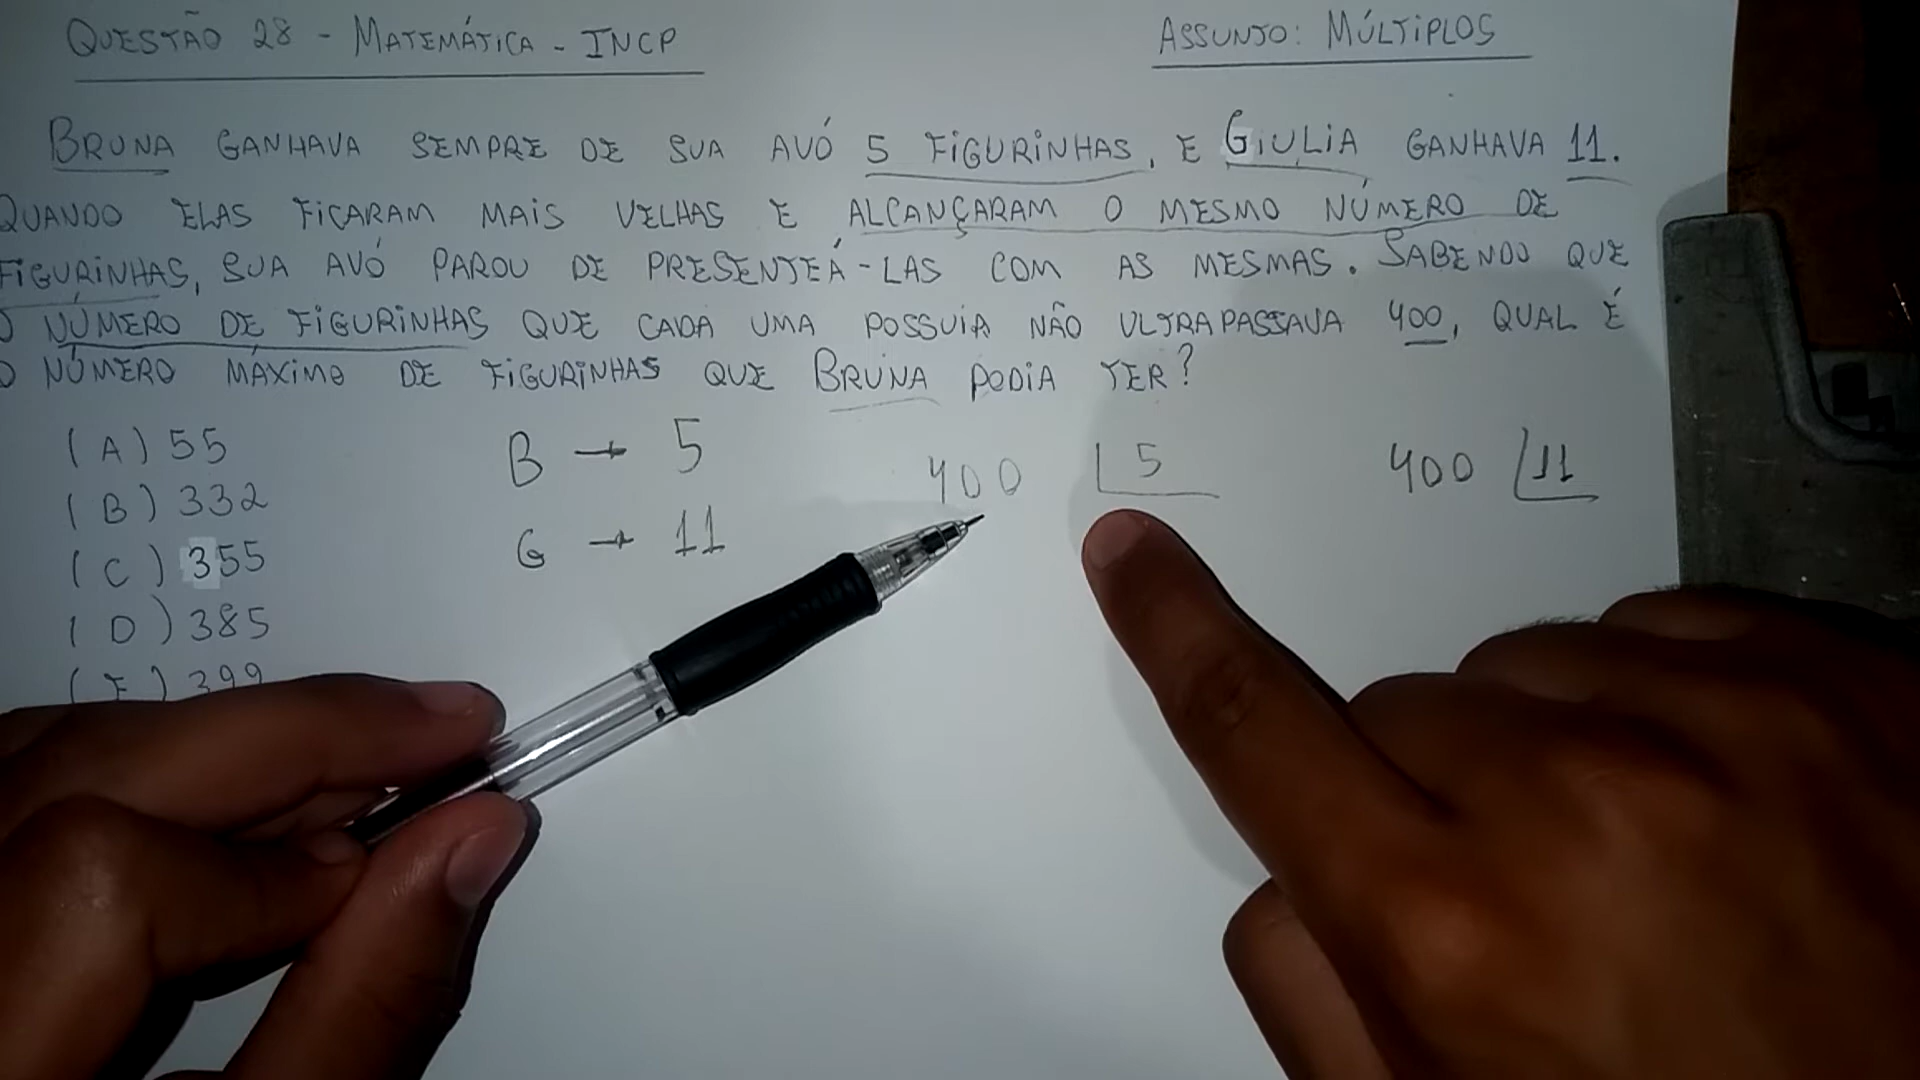 QUESTÃO 28 - MATEMÁTICA - INCP
ASSUNTO: MÚLTIPLOS
BRUNA GANHAVA SEMPRE DE SUA AVÓ 5 FIGURINHAS, E GIULIA GANHAVA 11.
QUANDO ELAS FICARAM MAIS VELHAS E ALCANÇARAM O MESMO NÚMERO DE
FIGURINHAS, SUA AVÓ PAROU DE PRESENTEÁ-LAS COM AS MESMAS. SABENDO QUE
O NÚMERO DE FIGURINHAS QUE CADA UMA POSSUÍA NÃO ULTRAPASSAVA 400, QUAL É
O NÚMERO MÁXIMO DE FIGURINHAS QUE BRUNA PODIA TER?
(A) 55
(B) 332
(C) 355
(D) 385
(E) 399
B → 5
G → 11
400 5
400 11